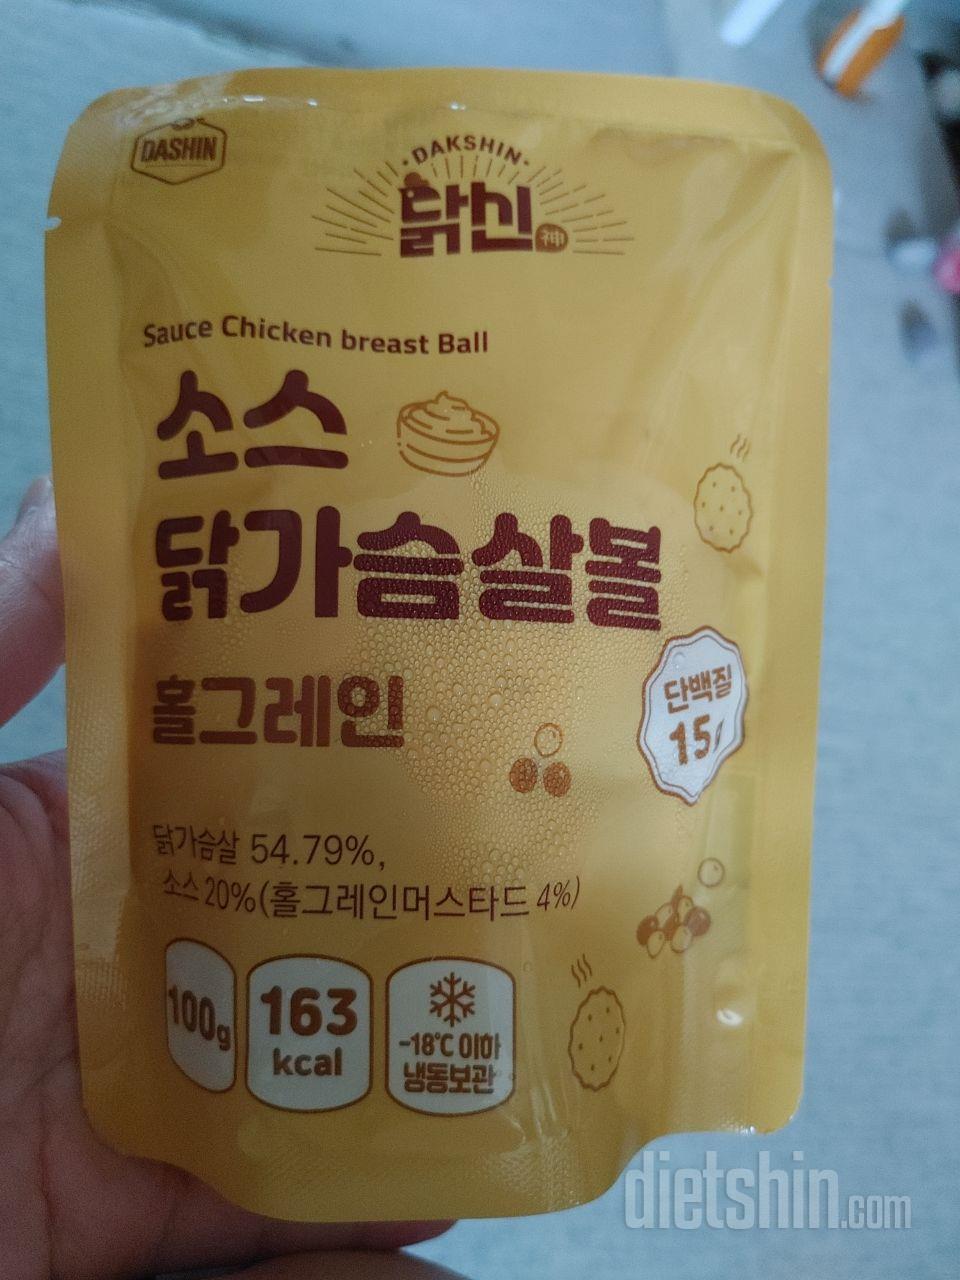 DASHIN
DAKSHIN
닭신 神
Sauce Chicken breast Ball
소스
닭가슴살볼
홀그레인
단백질
15g
닭가슴살 54.79%,
소스 20%(홀그레인머스타드 4%)
100g
163
kcal
-18℃ 이하
냉동보관
dietshin.com